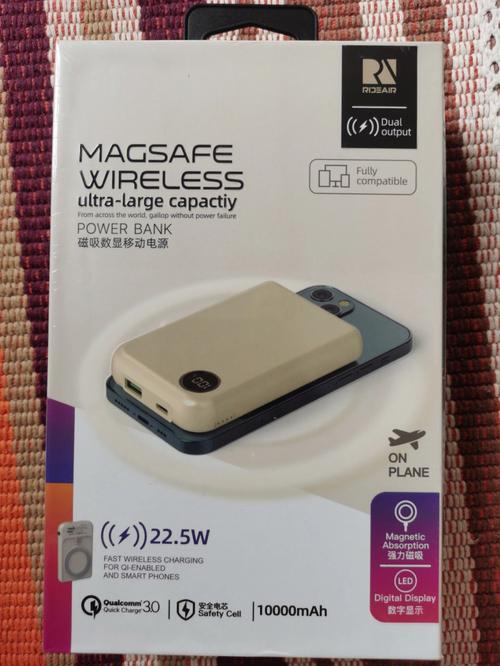 RIDEAIR
Dual
output
MAGSAFE
WIRELESS
ultra-large capactiy
From across the world, gallop without power failure
POWER BANK
磁吸数显移动电源
Fully
compatible
ON
PLANE
22.5W
FAST WIRELESS CHARGING
FOR QI-ENABLED
AND SMART PHONES
Magnetic
Absorption
强力磁吸
LED
Digital Display
数字显示
Qualcomm
Quick Charge 3.0
安全电芯
Safety Cell
10000mAh